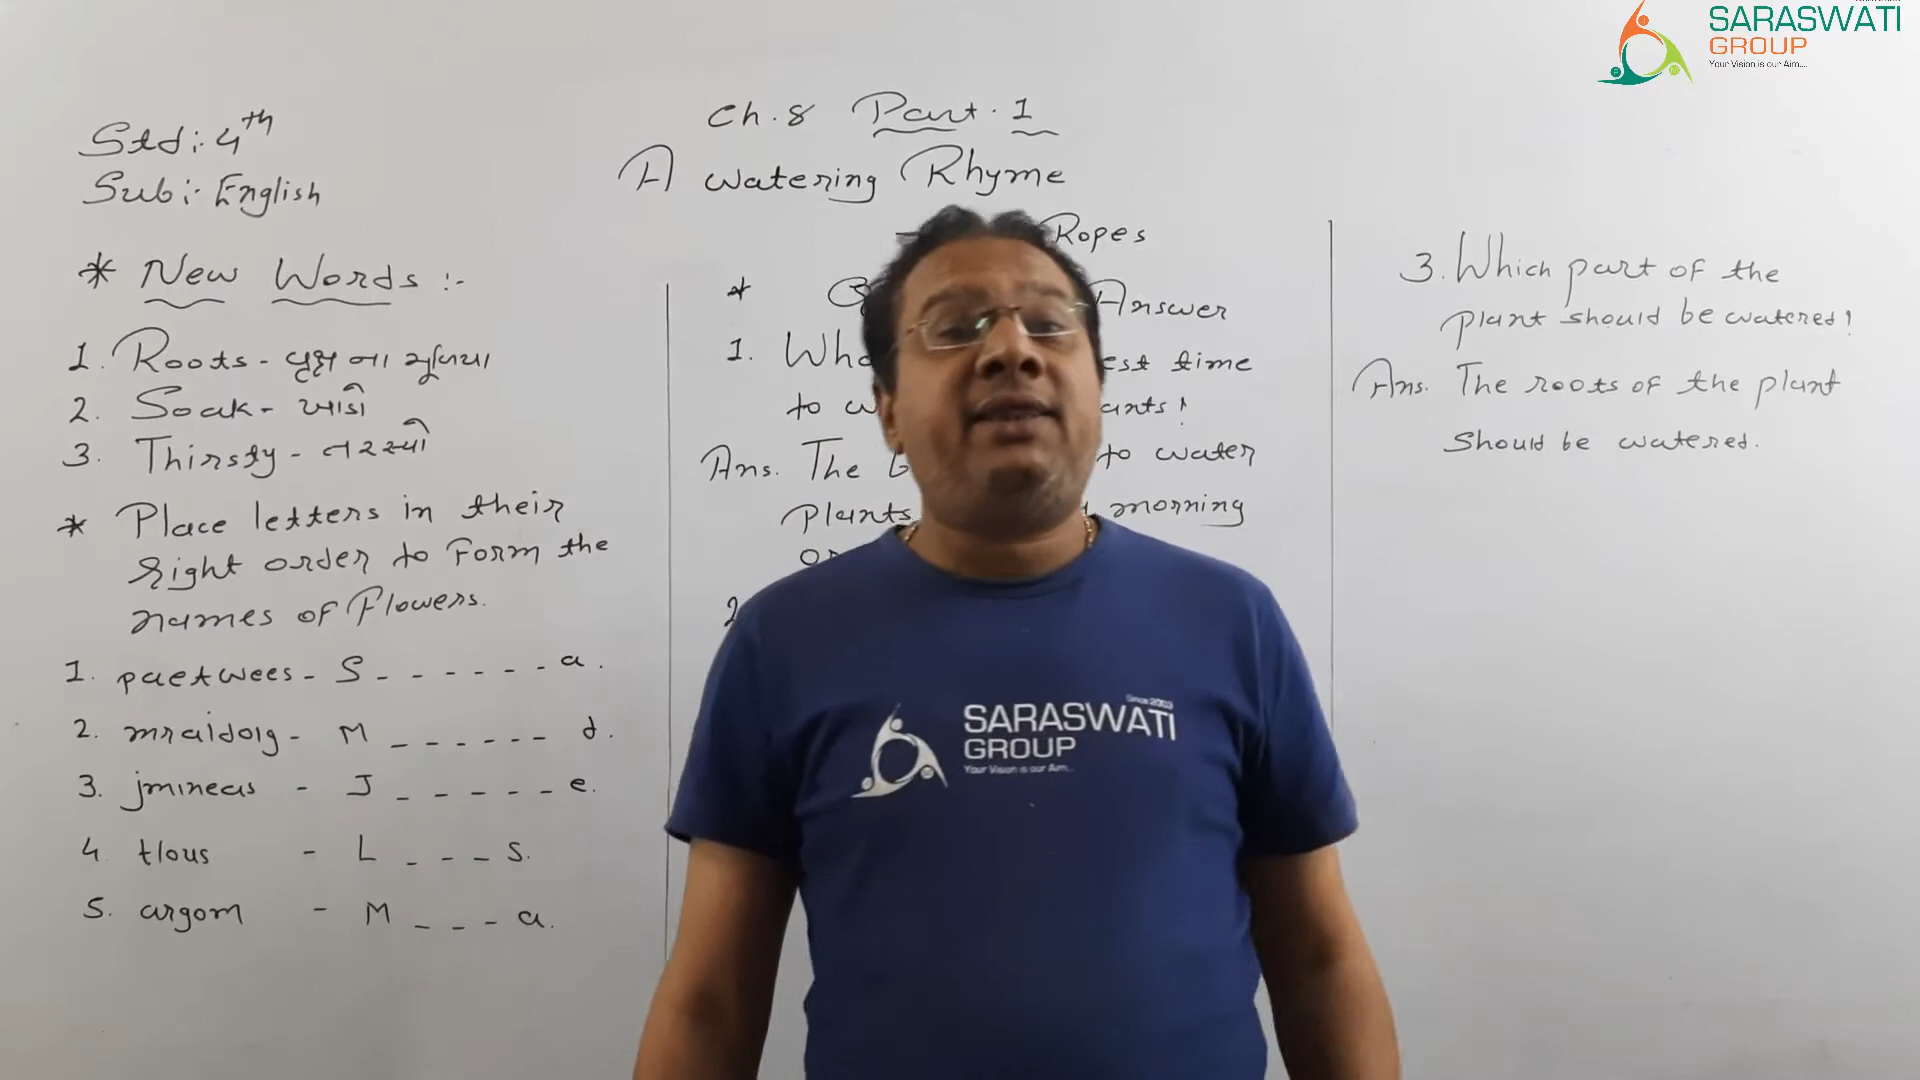 SARASWATI
GROUP
Your Vision is our Aim....
Std:- 4th
Sub:- English
Ch. 8 Part. 1
A watering Rhyme
Ropes
* New Words :-
1. Roots - વૃક્ષ ના મુળિયા
2. Soak -
3. Thirsty - તરસ્યો
* Place letters in their
right order to form the
names of flowers.
1. paetwees - S - - - - - - a.
2. mraidolg - M - - - - - - d.
3. jmineas - J - - - - - e.
4. tlous - L - - - s.
5. argom - M - - - a.
* Answer
1. time
to
Ans. The to water
plants morning
2.
3. Which part of the
plant should be watered!
Ans. The roots of the plant
should be watered.
Since 2003
SARASWATI
GROUP
Your Vision is our Aim...